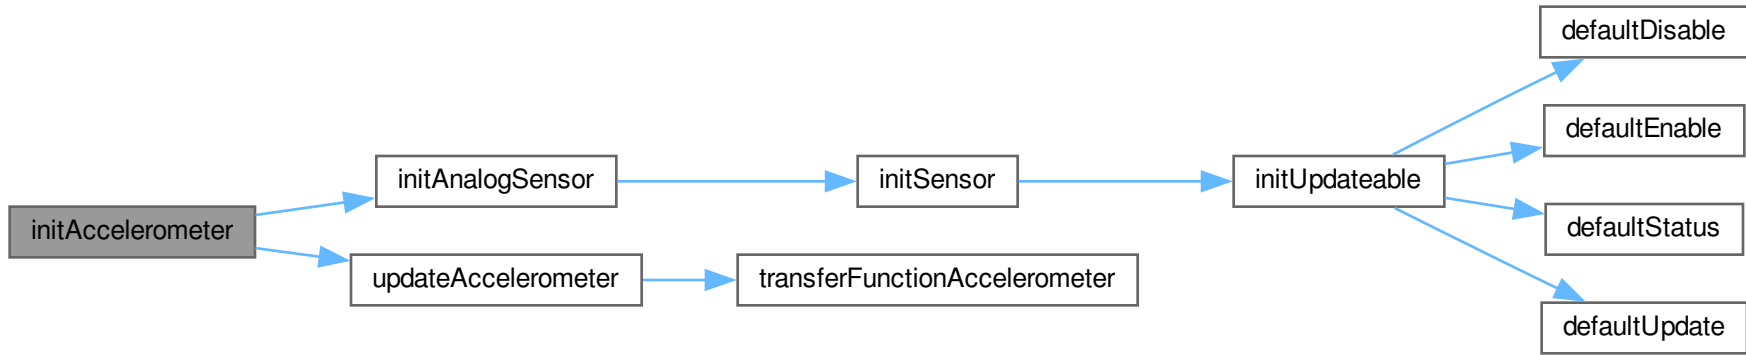 initAccelerometer
initAnalogSensor
updateAccelerometer
initSensor
transferFunctionAccelerometer
initUpdateable
defaultDisable
defaultEnable
defaultStatus
defaultUpdate